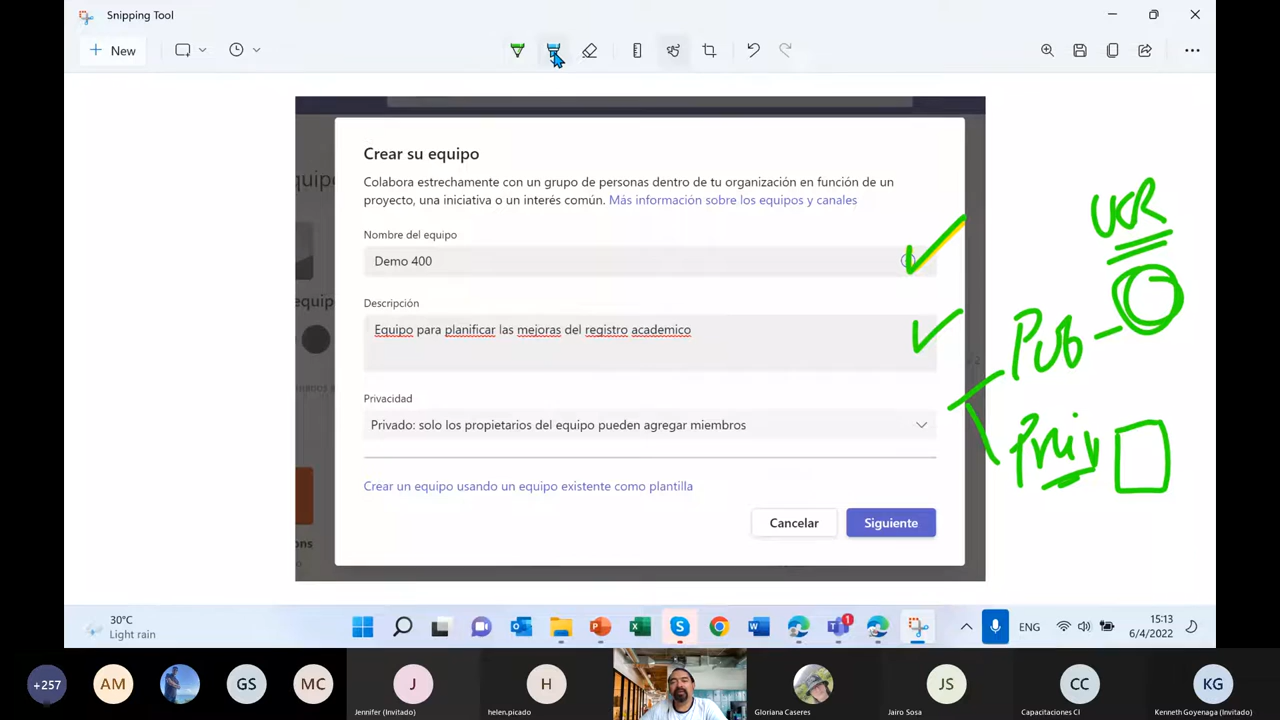 Snipping Tool
New
Crear su equipo
Colabora estrechamente con un grupo de personas dentro de tu organización en función de un
proyecto, una iniciativa o un interés común. Más información sobre los equipos y canales
Nombre del equipo
Demo 400
Descripción
Equipo para planificar las mejoras del registro academico
Privacidad
Privado: solo los propietarios del equipo pueden agregar miembros
Crear un equipo usando un equipo existente como plantilla
Cancelar
Siguiente
UCR
Pub
Priv
30°C
Light rain
1
ENG
15:13
6/4/2022
+257
AM
GS
MC
J
H
JS
CC
KG
Jennifer (Invitado)
helen.picado
Gloriana Caseres
Jairo Sosa
Capacitaciones CI
Kenneth Goyenaga (Invitado)